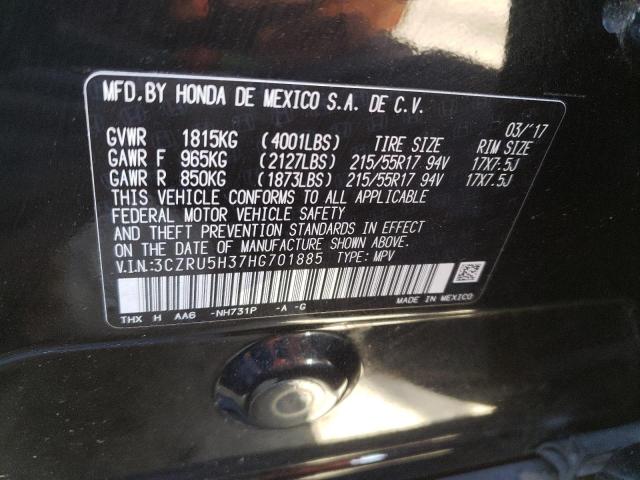 MFD.BY HONDA DE MEXICO S.A. DE C.V.
03/'17
GVWR 1815KG (4001LBS) TIRE SIZE RIM SIZE
GAWR F 965KG (2127LBS) 215/55R17 94V 17X7.5J
GAWR R 850KG (1873LBS) 215/55R17 94V 17X7.5J
THIS VEHICLE CONFORMS TO ALL APPLICABLE
FEDERAL MOTOR VEHICLE SAFETY
AND THEFT PREVENTION STANDARDS IN EFFECT
ON THE DATE OF MANUFACTURE SHOWN ABOVE.
V.I.N:3CZRU5H37HG701885 TYPE: MPV
THX H AA6 -NH731P -A -G MADE IN MEXICO